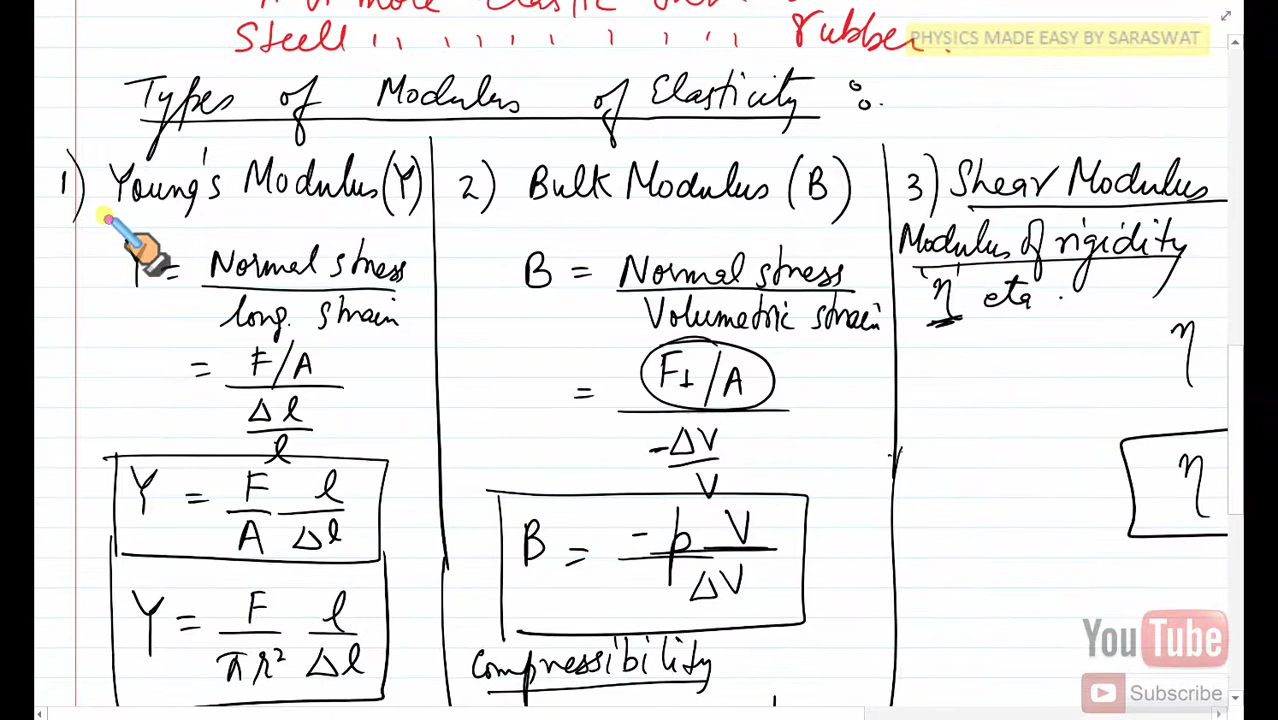 more Elastic
Steel " " " " " " " rubber.
PHYSICS MADE EASY BY SARASWAT
Types of Modulus of Elasticity :.
1) Young's Modulus (Y)
= Normal stress
long. strain
= F/A
Δl
l
Y = F l
A Δl
Y = F l
πr² Δl
2) Bulk Modulus (B)
B = Normal stress
Volumetric strain
= F⊥/A
-ΔV
V
B = -p V
ΔV
Compressibility
3) Shear Modulus
Modulus of rigidity
'η' eta.
η
η
YouTube
Subscribe